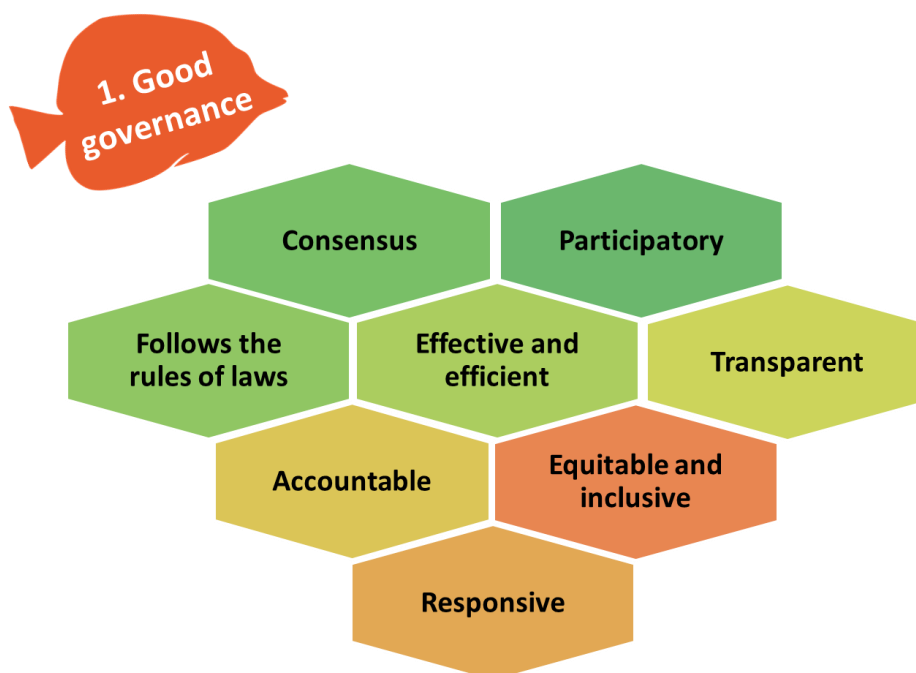 1. Good
governance
Consensus
Participatory
Follows the
rules of laws
Effective and
efficient
Transparent
Accountable
Equitable and
inclusive
Responsive